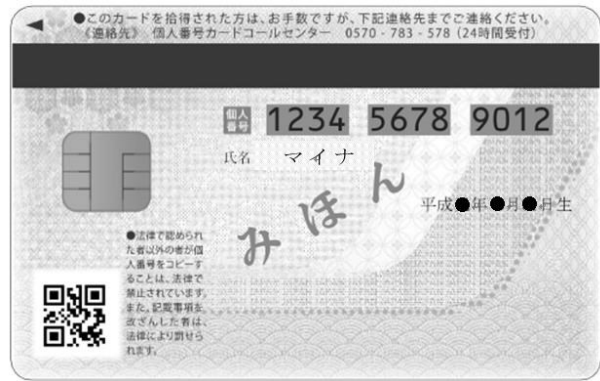 ●このカードを拾得された方は、お手数ですが、下記連絡先までご連絡ください。
《連絡先》 個人番号カードコールセンター 0570-783-578（24時間受付）
個人番号 1234 5678 9012
氏名 マイナ
平成●年●月●月生
みほん
●法律で認められ
た者以外の者が個
人番号をコピーす
ることは、法律で
禁止されています。
また、記載事項を
改ざんした者は、
法律により罰せら
れます。